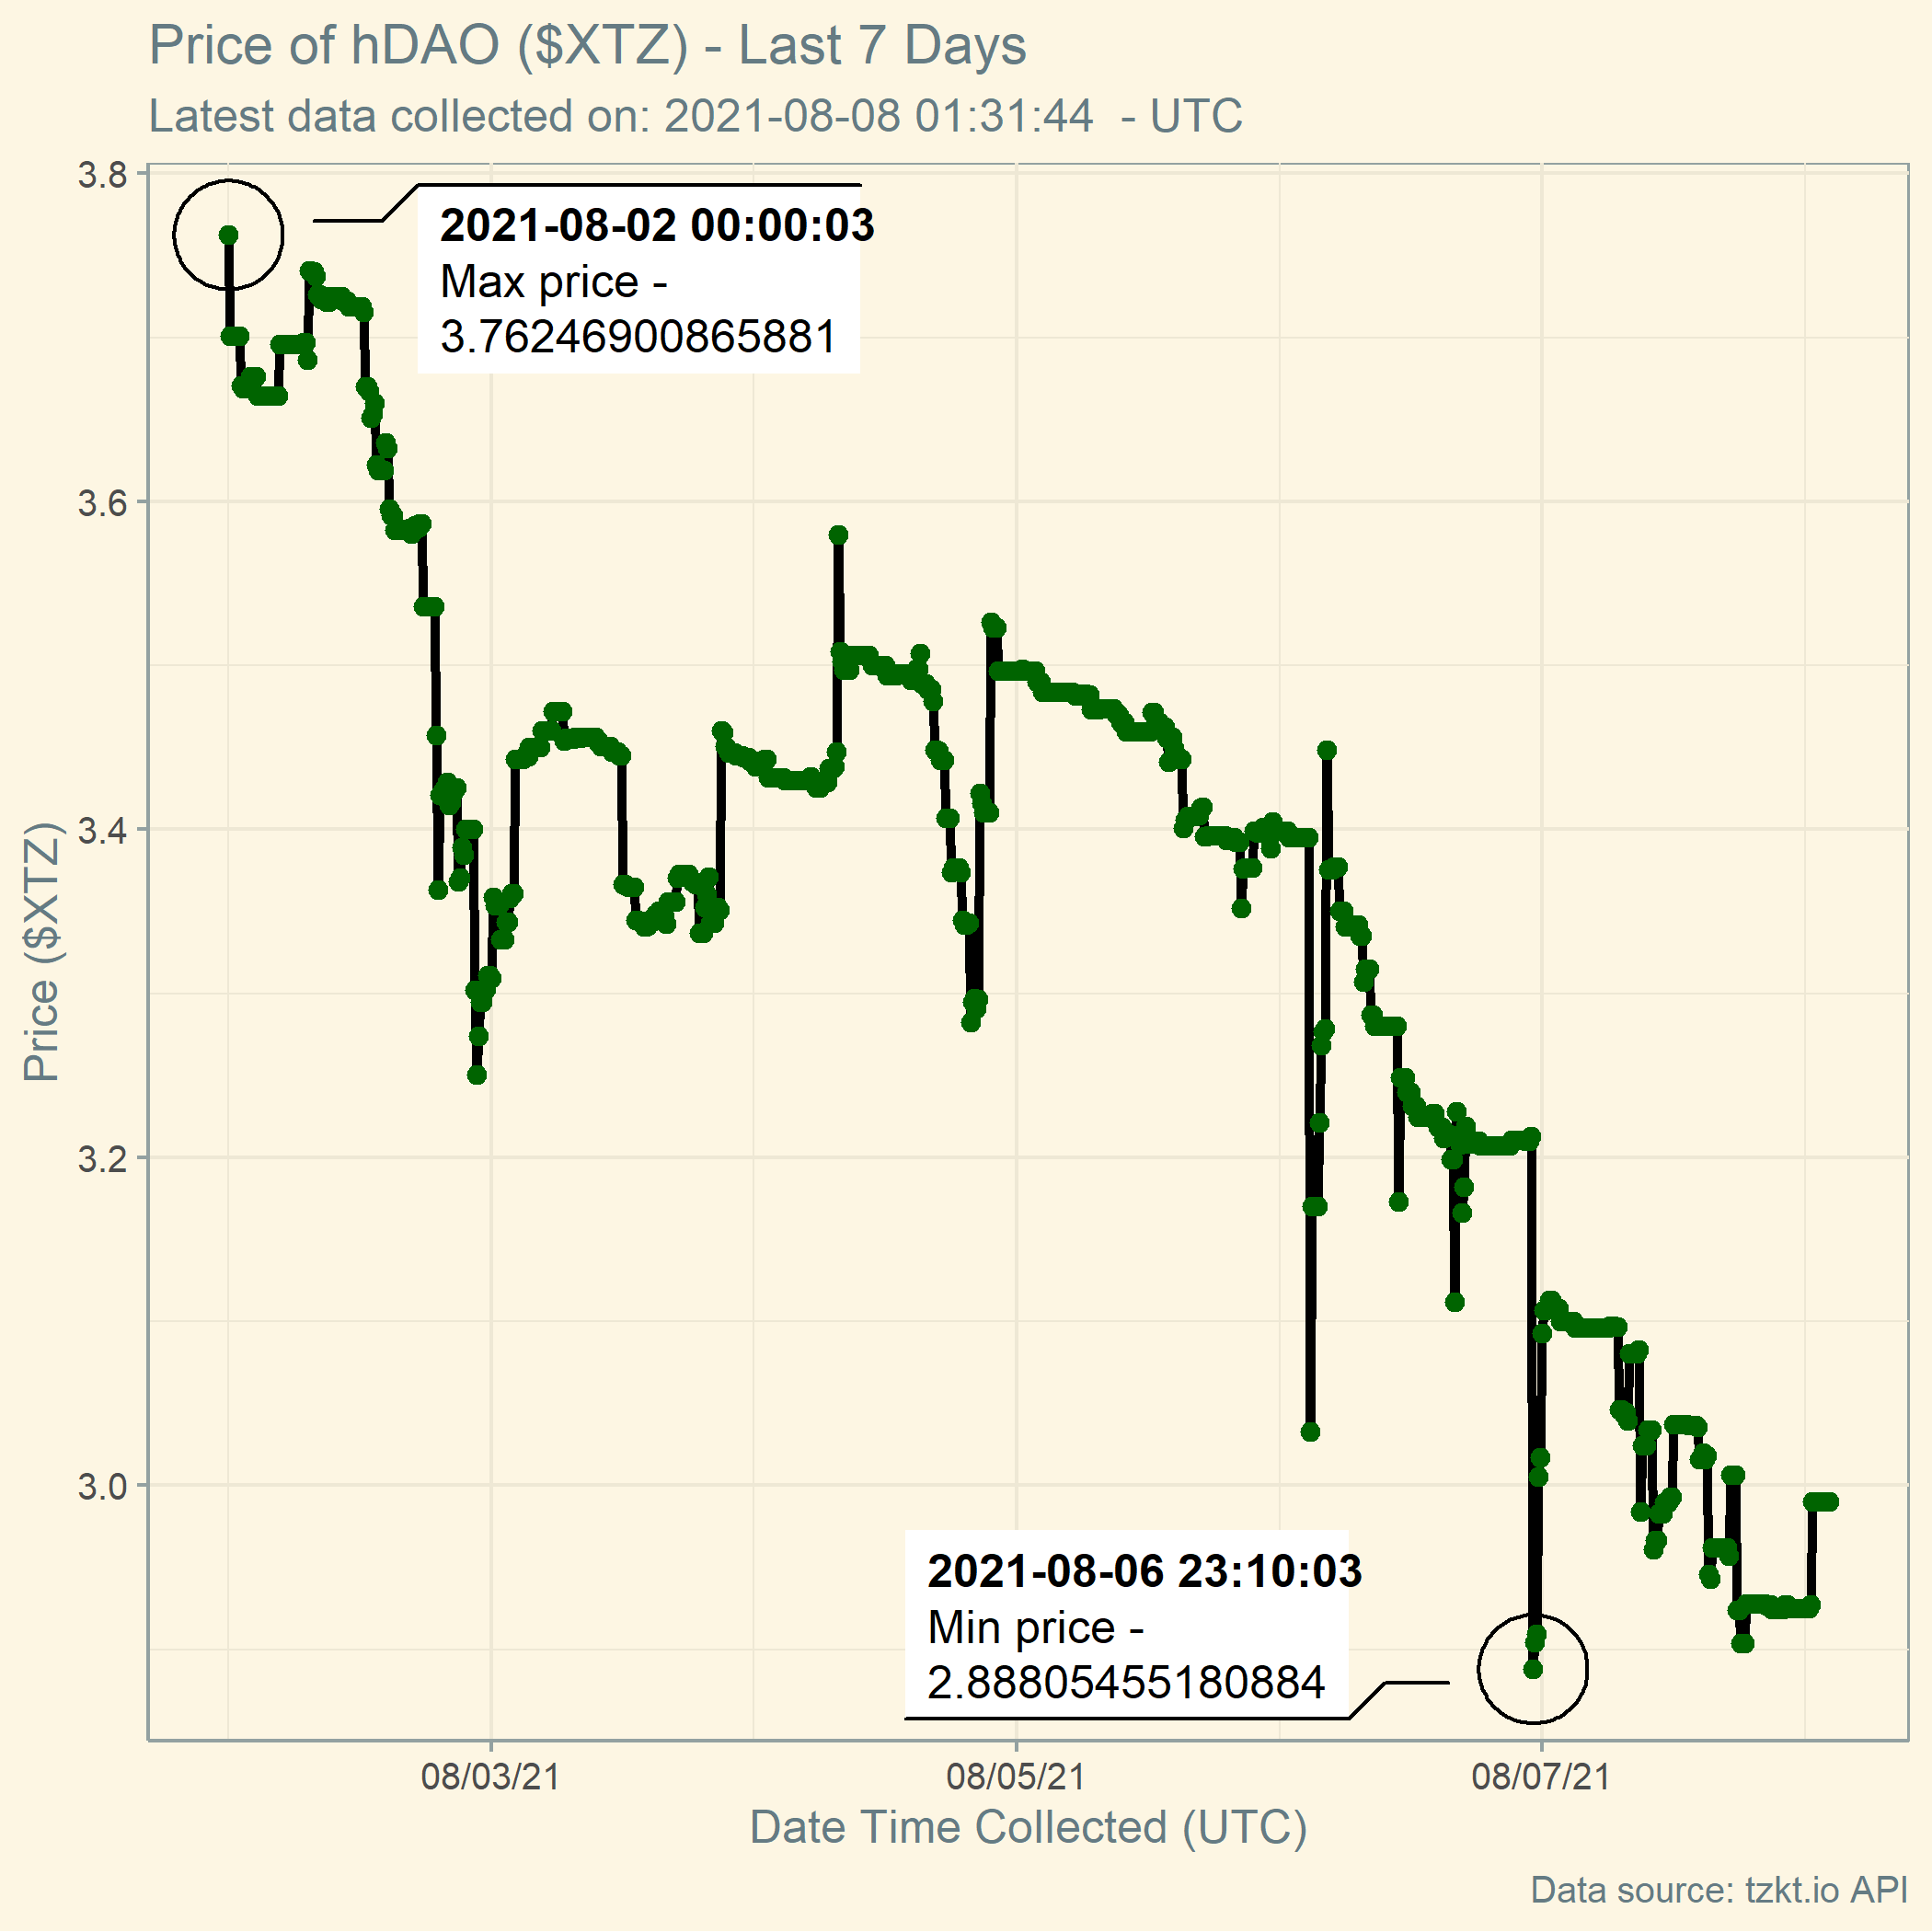 Price of hDAO ($XTZ) - Last 7 Days
Latest data collected on: 2021-08-08 01:31:44  - UTC
3.8
3.6
3.4
3.2
3.0
Price ($XTZ)
2021-08-02 00:00:03
Max price -
3.76246900865881
2021-08-06 23:10:03
Min price -
2.88805455180884
08/03/21
08/05/21
08/07/21
Date Time Collected (UTC)
Data source: tzkt.io API